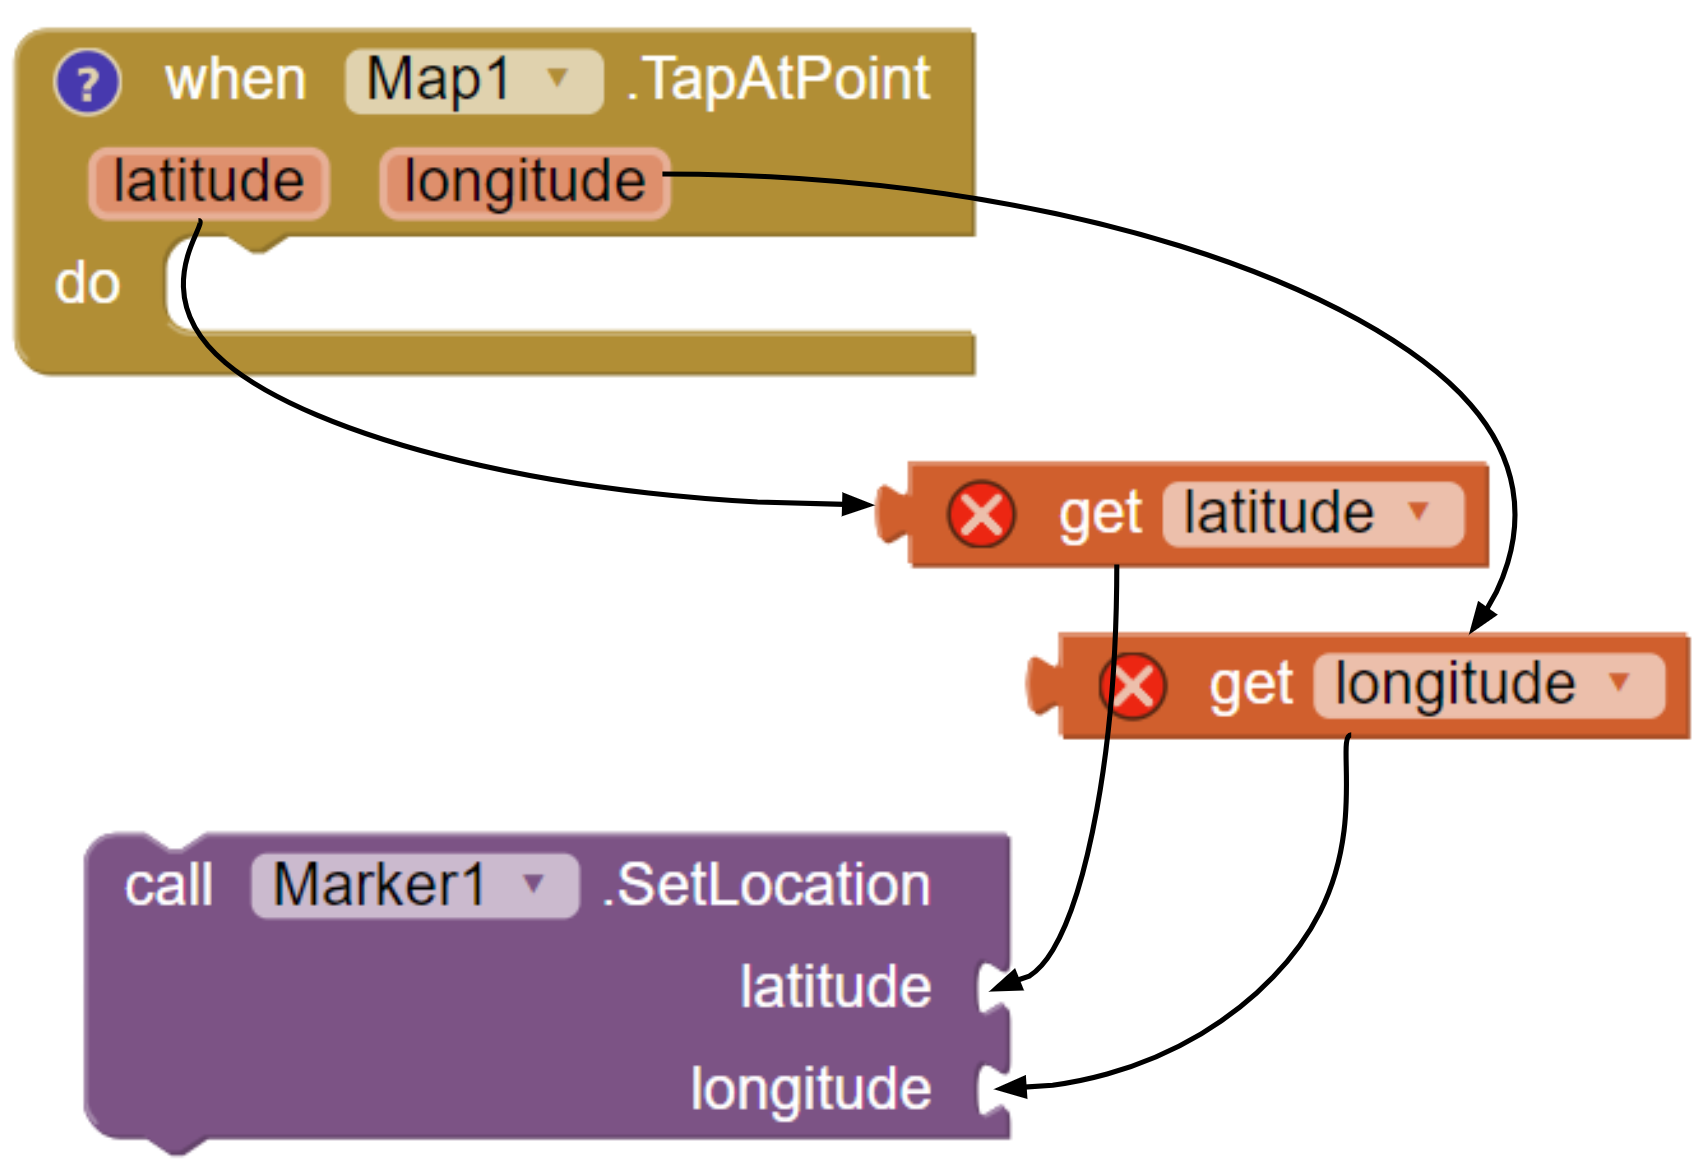 ? when Map1 .TapAtPoint
latitude longitude
do
get latitude
get longitude
call Marker1 .SetLocation
latitude
longitude